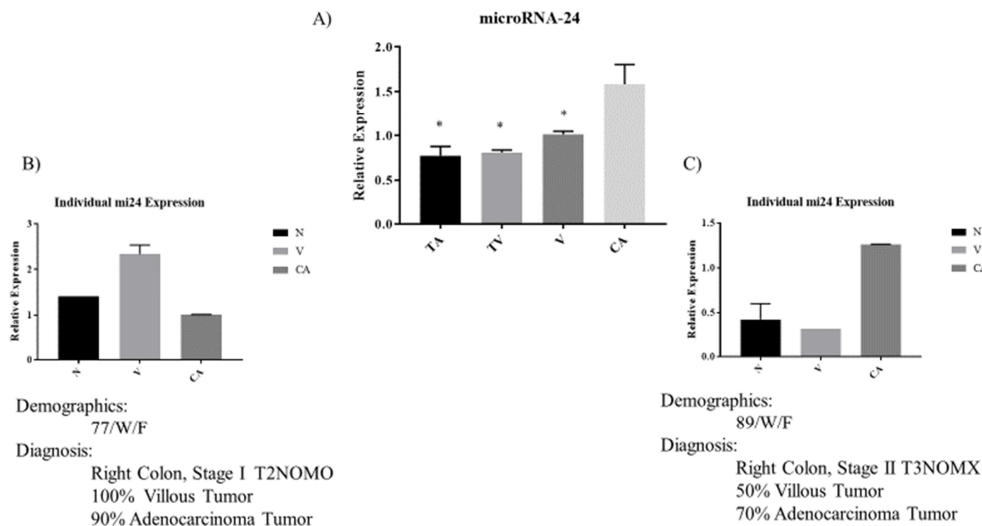 A)
microRNA-24
Relative Expression
2.0
1.5
1.0
0.5
0.0
*
*
*
TA
TV
V
CA
B)
Individual mi24 Expression
Relative Expression
3
2
1
0
N
V
CA
N
V
CA
Demographics:
77/W/F
Diagnosis:
Right Colon, Stage I T2NOMO
100% Villous Tumor
90% Adenocarcinoma Tumor
C)
Individual mi24 Expression
Relative Expression
1.5
1.0
0.5
0.0
N
V
CA
N
V
CA
Demographics:
89/W/F
Diagnosis:
Right Colon, Stage II T3NOMX
50% Villous Tumor
70% Adenocarcinoma Tumor